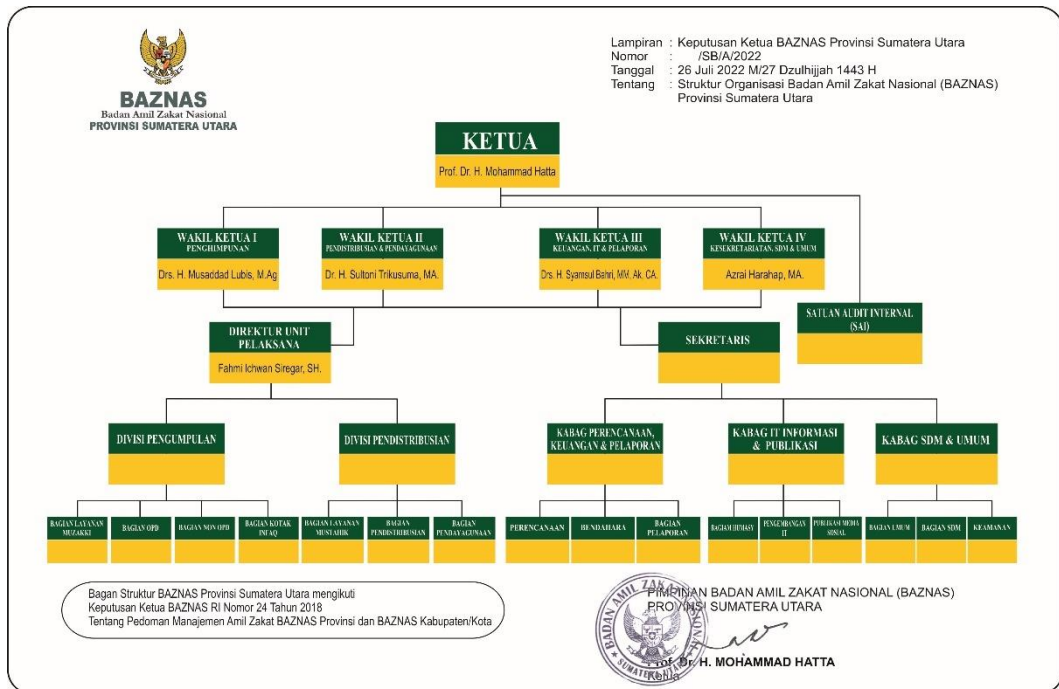 BAZNAS
Badan Amil Zakat Nasional
PROVINSI SUMATERA UTARA
Lampiran : Keputusan Ketua BAZNAS Provinsi Sumatera Utara
Nomor : /SB/A/2022
Tanggal : 26 Juli 2022 M/27 Dzulhijjah 1443 H
Tentang : Struktur Organisasi Badan Amil Zakat Nasional (BAZNAS)
Provinsi Sumatera Utara
KETUA
Prof. Dr. H. Mohammad Hatta
WAKIL KETUA I
PENGHIMPUNAN
Drs. H. Musaddad Lubis, M.Ag
WAKIL KETUA II
PENDISTRIBUSIAN & PENDAYAGUNAAN
Dr. H. Sultoni Trikusuma, MA.
WAKIL KETUA III
KEUANGAN, IT & PELAPORAN
Drs. H. Syamsul Bahri, MM. Ak. CA.
WAKIL KETUA IV
KESEKRETARIATAN, SDM & UMUM
Azrai Harahap, MA.
SATUAN AUDIT INTERNAL
(SAI)
DIREKTUR UNIT
PELAKSANA
Fahmi Ichwan Siregar, SH.
SEKRETARIS
DIVISI PENGUMPULAN
DIVISI PENDISTRIBUSIAN
KABAG PERENCANAAN,
KEUANGAN & PELAPORAN
KABAG IT INFORMASI
& PUBLIKASI
KABAG SDM & UMUM
BAGIAN LAYANAN
MUZAKKI
BAGIAN OPD
BAGIAN NON OPD
BAGIAN KOTAK
INFAQ
BAGIAN LAYANAN
MUSTAHIK
BAGIAN
PENDISTRIBUSIAN
BAGIAN
PENDAYAGUNAAN
PERENCANAAN
BENDAHARA
BAGIAN
PELAPORAN
BAGIAM HUMASY
PENGEMBANGAN
IT
PUBLIKASI MEDIA
SOSIAL
BAGIAN UMUM
BAGIAN SDM
KEAMANAN
Bagan Struktur BAZNAS Provinsi Sumatera Utara mengikuti
Keputusan Ketua BAZNAS RI Nomor 24 Tahun 2018
Tentang Pedoman Manajemen Amil Zakat BAZNAS Provinsi dan BAZNAS Kabupaten/Kota
PIMPINAN BADAN AMIL ZAKAT NASIONAL (BAZNAS)
PROVINSI SUMATERA UTARA
BADAN AMIL ZAKAT NASIONAL
SUMATERA UTARA
Prof. Dr. H. MOHAMMAD HATTA
Ketua